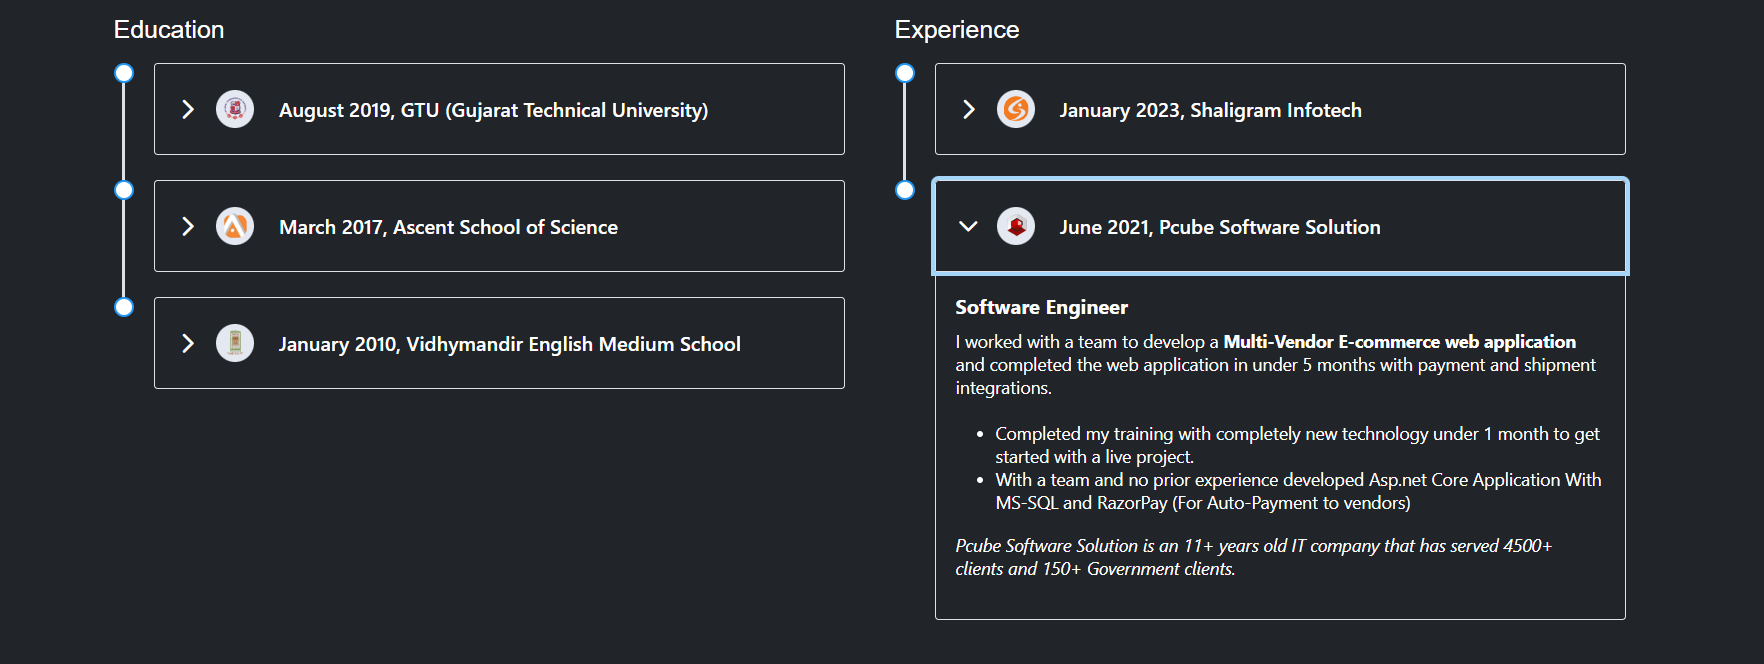 Education
August 2019, GTU (Gujarat Technical University)
March 2017, Ascent School of Science
January 2010, Vidhymandir English Medium School
Experience
January 2023, Shaligram Infotech
June 2021, Pcube Software Solution
Software Engineer
I worked with a team to develop a Multi-Vendor E-commerce web application
and completed the web application in under 5 months with payment and shipment
integrations.
• Completed my training with completely new technology under 1 month to get
started with a live project.
• With a team and no prior experience developed Asp.net Core Application With
MS-SQL and RazorPay (For Auto-Payment to vendors)
Pcube Software Solution is an 11+ years old IT company that has served 4500+
clients and 150+ Government clients.